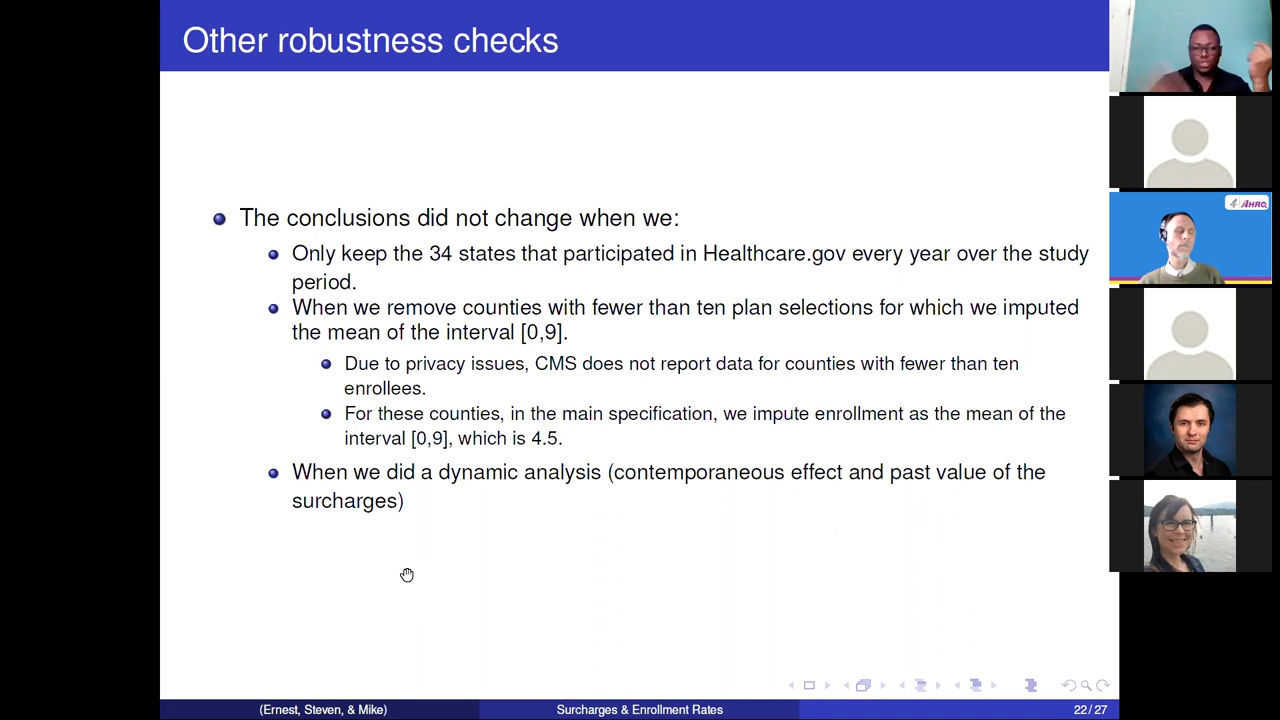 Other robustness checks
The conclusions did not change when we:
Only keep the 34 states that participated in Healthcare.gov every year over the study
period.
When we remove counties with fewer than ten plan selections for which we imputed
the mean of the interval [0,9].
Due to privacy issues, CMS does not report data for counties with fewer than ten
enrollees.
For these counties, in the main specification, we impute enrollment as the mean of the
interval [0,9], which is 4.5.
When we did a dynamic analysis (contemporaneous effect and past value of the
surcharges)
(Ernest, Steven, & Mike)
Surcharges & Enrollment Rates
22/27
AHRQ